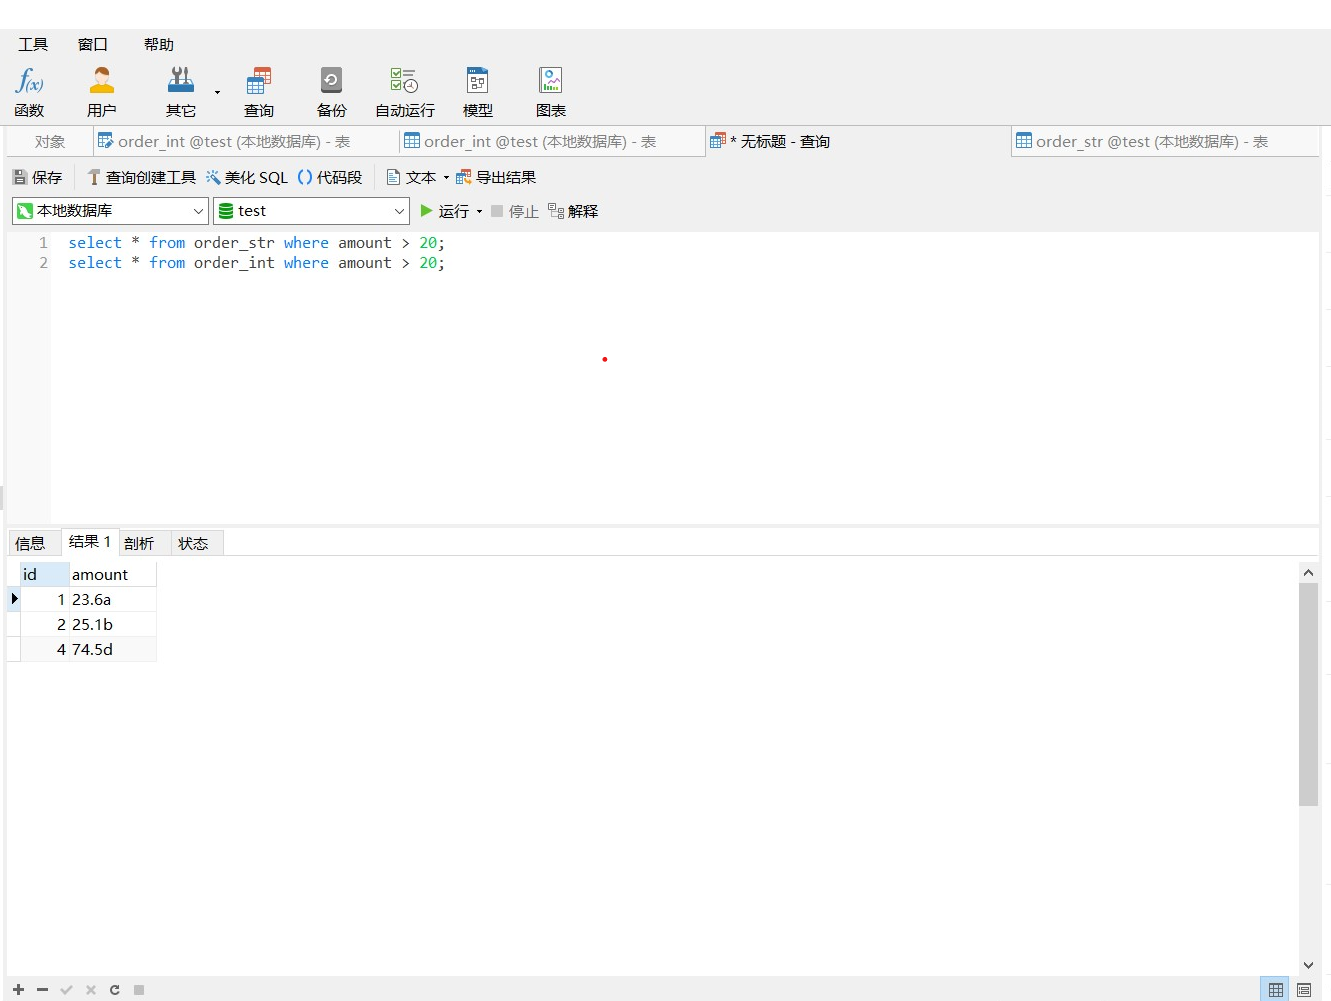 工具 窗口 帮助
函数 用户 其它 查询 备份 自动运行 模型 图表
对象 order_int @test (本地数据库) - 表 order_int @test (本地数据库) - 表 * 无标题 - 查询 order_str @test (本地数据库) - 表
保存 查询创建工具 美化 SQL () 代码段 文本 导出结果
本地数据库 test 运行 停止 解释
1 select * from order_str where amount > 20;
2 select * from order_int where amount > 20;
信息 结果 1 剖析 状态
id amount
1 23.6a
2 25.1b
4 74.5d